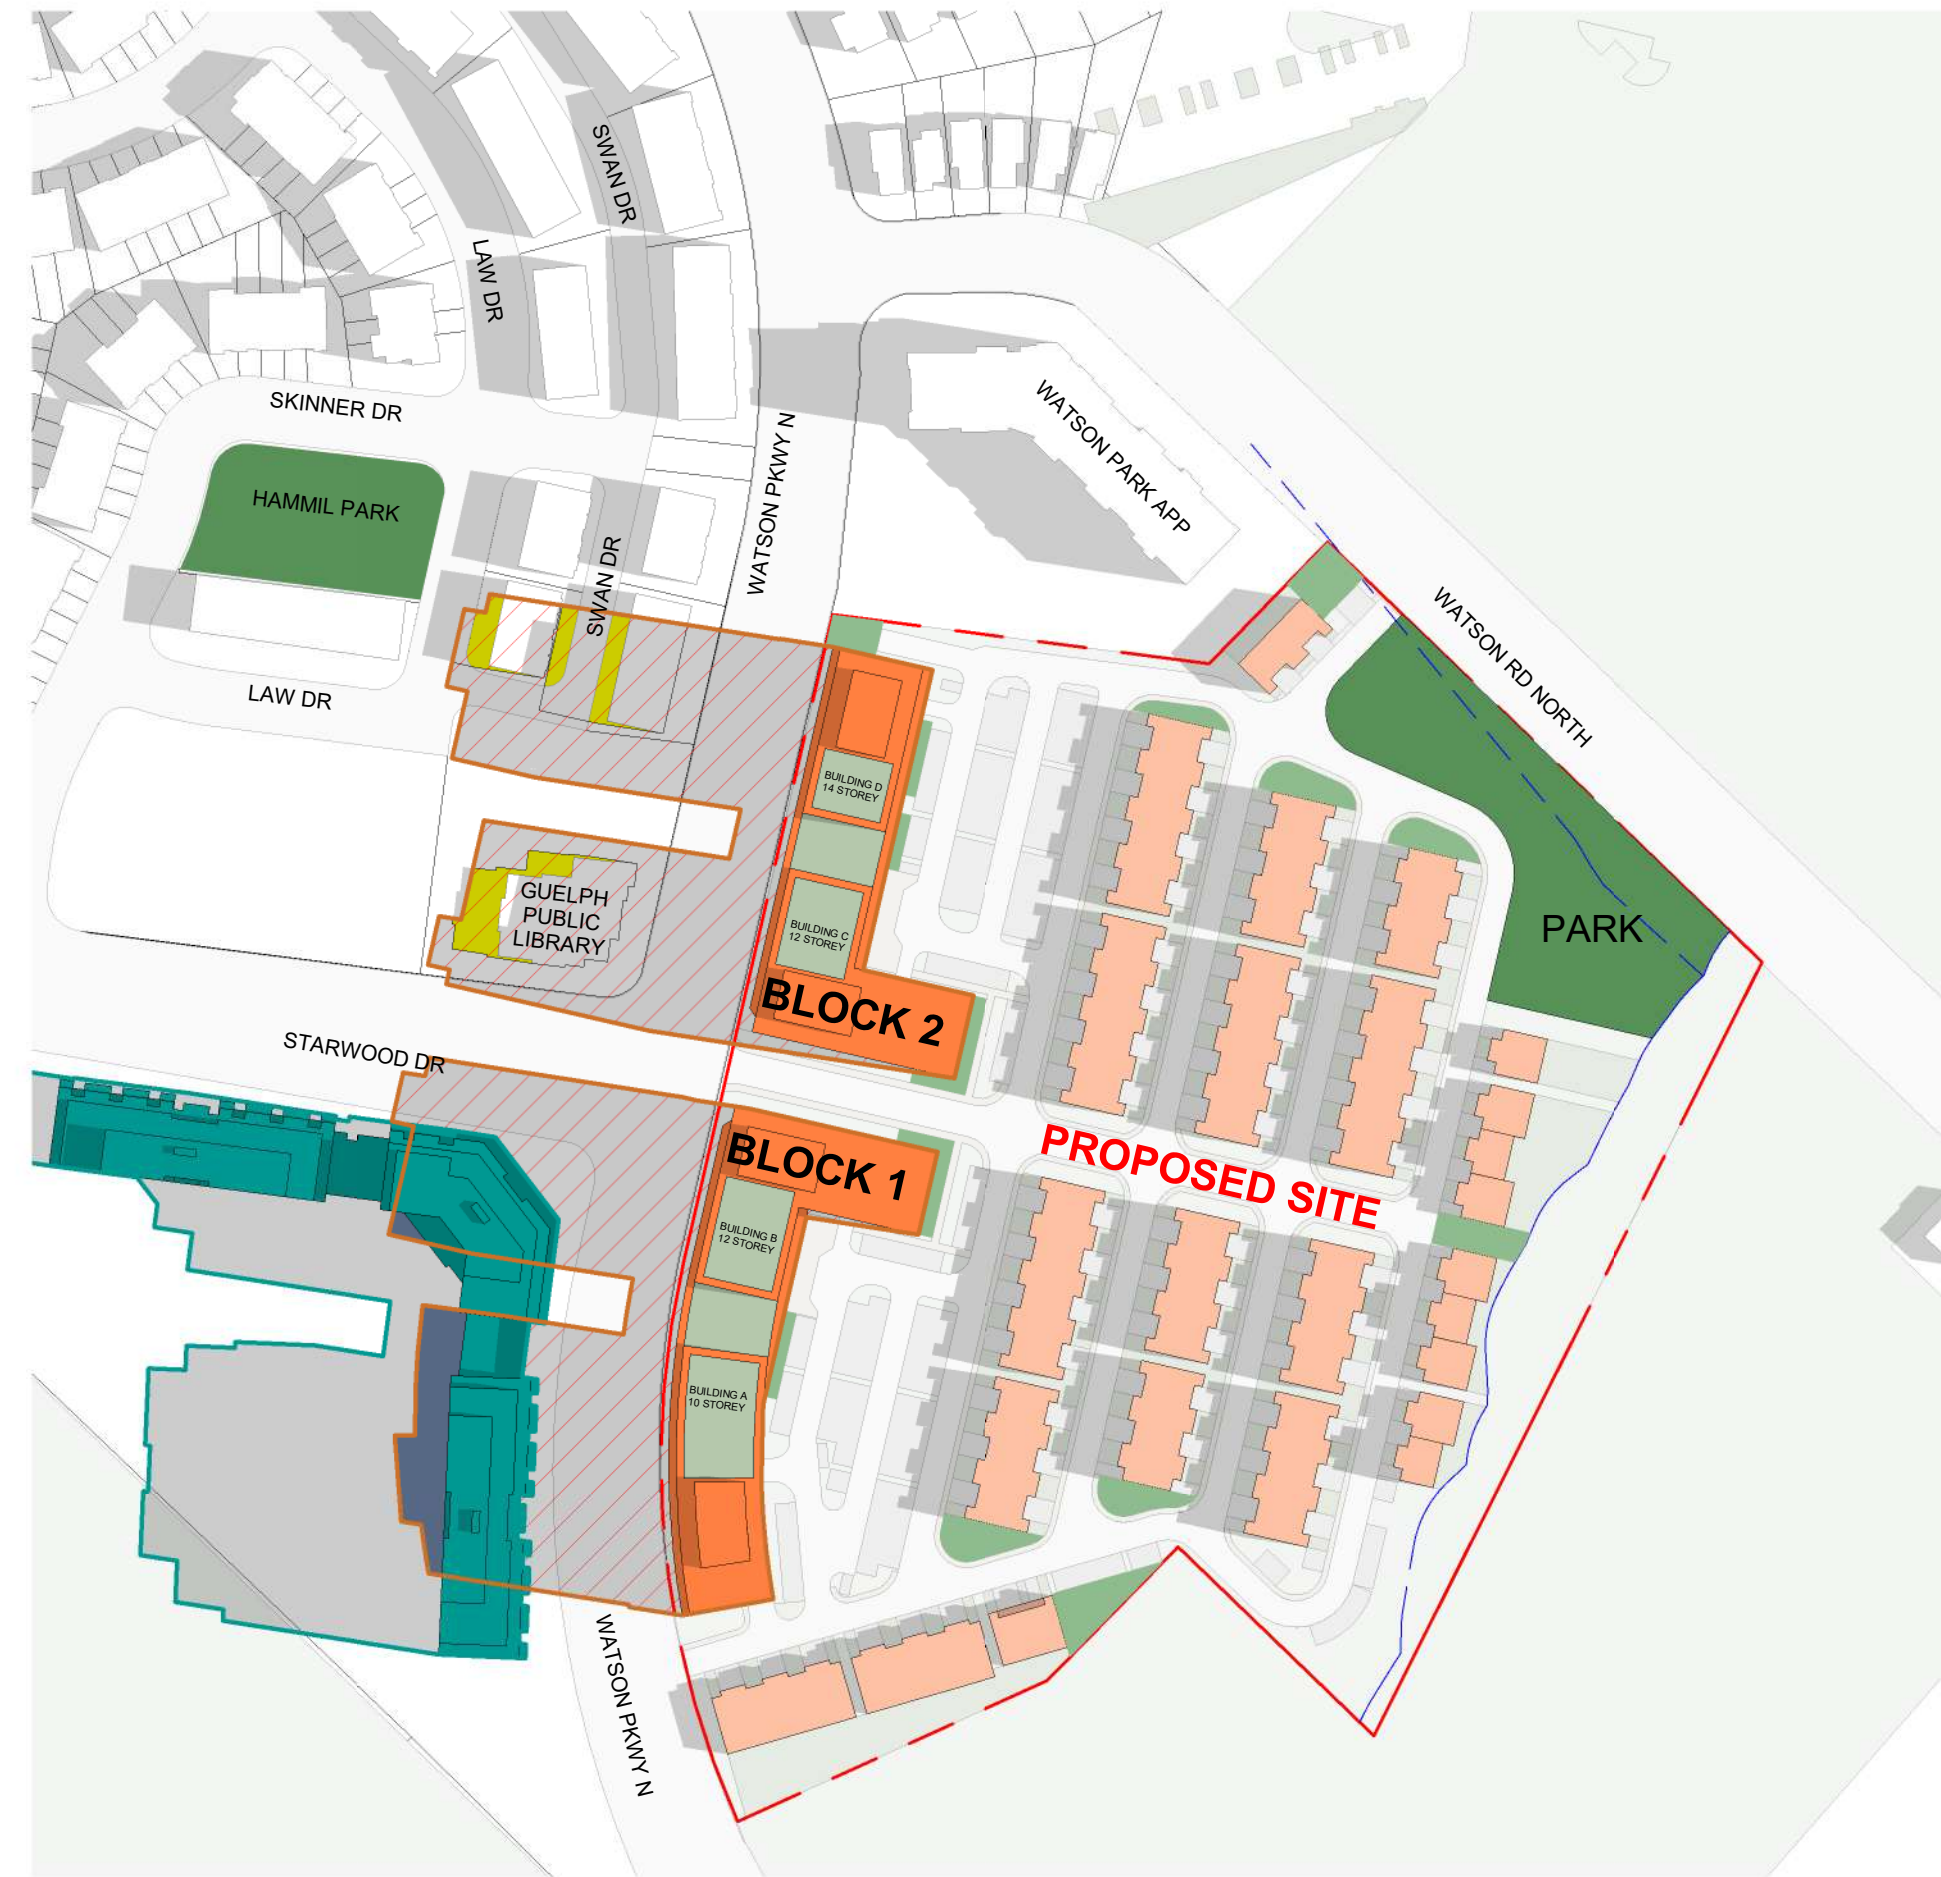 SWAN DR
LAW DR
SKINNER DR
WATSON PKWY N
WATSON PARK APP
HAMMIL PARK
SWAN DR
WATSON RD NORTH
LAW DR
BUILDING D
14 STOREY
GUELPH
PUBLIC
LIBRARY
BUILDING C
12 STOREY
PARK
BLOCK 2
STARWOOD DR
BLOCK 1
PROPOSED SITE
BUILDING B
12 STOREY
BUILDING A
10 STOREY
WATSON PKWY N